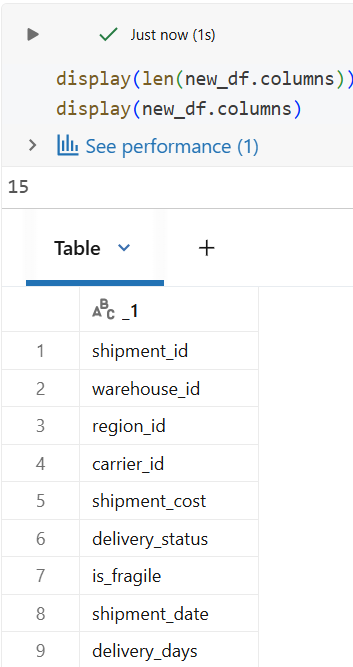 Just now (1s)
display(len(new_df.columns))
display(new_df.columns)
See performance (1)
15
Table
+
ABC _1
1 shipment_id
2 warehouse_id
3 region_id
4 carrier_id
5 shipment_cost
6 delivery_status
7 is_fragile
8 shipment_date
9 delivery_days